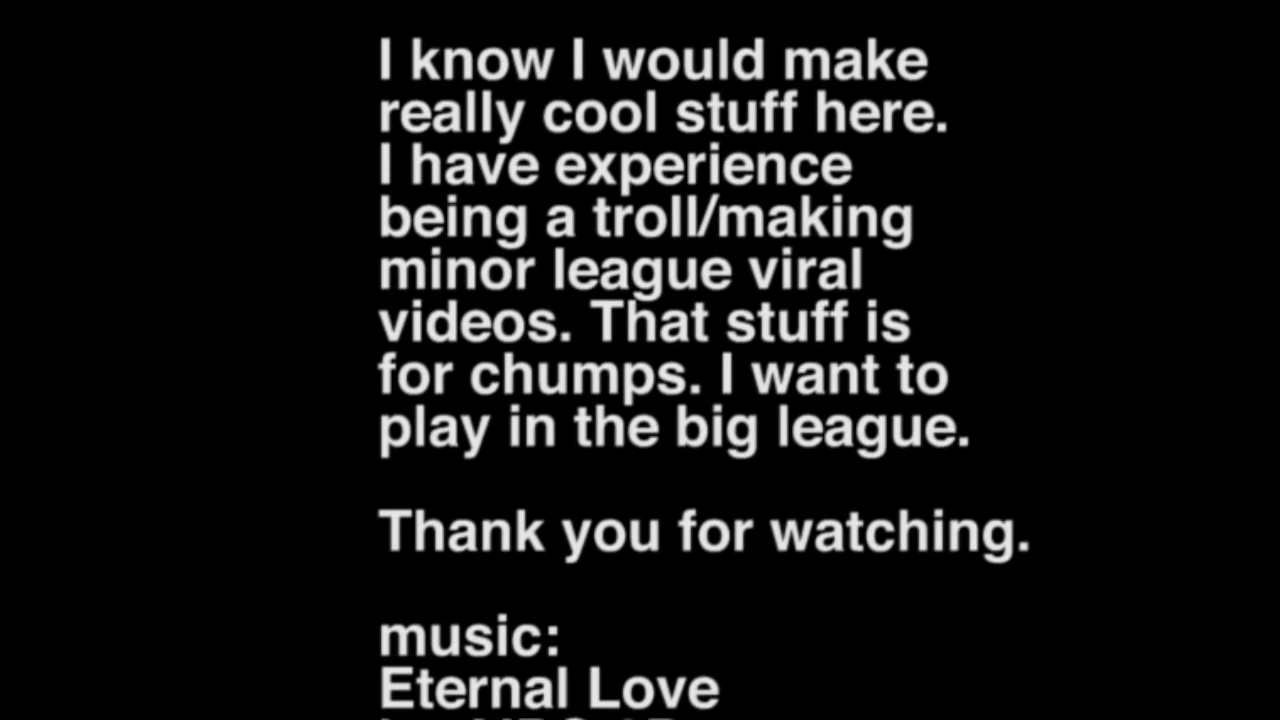 I know I would make
really cool stuff here.
I have experience
being a troll/making
minor league viral
videos. That stuff is
for chumps. I want to
play in the big league.
Thank you for watching.
music:
Eternal Love